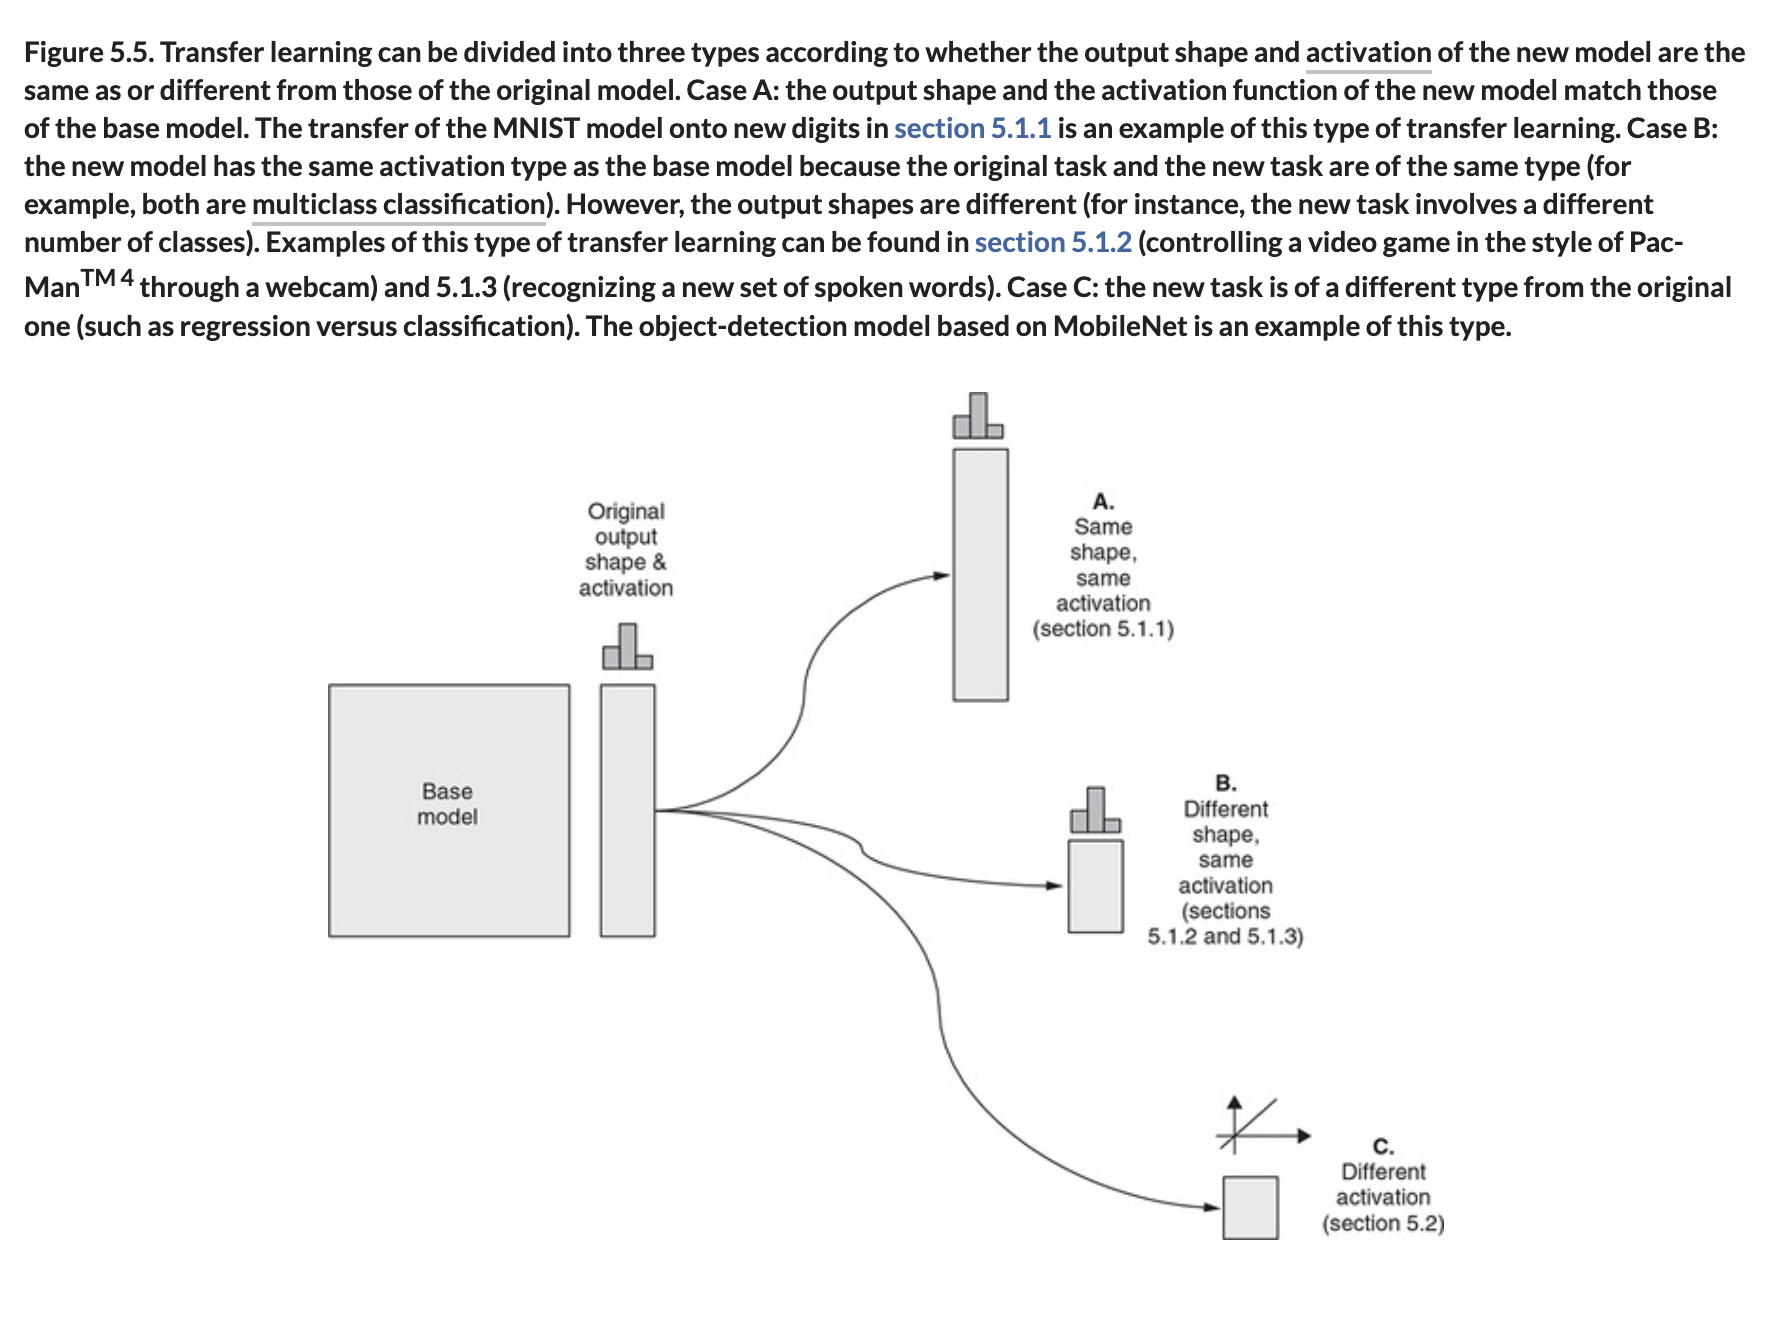 Figure 5.5. Transfer learning can be divided into three types according to whether the output shape and activation of the new model are the
same as or different from those of the original model. Case A: the output shape and the activation function of the new model match those
of the base model. The transfer of the MNIST model onto new digits in section 5.1.1 is an example of this type of transfer learning. Case B:
the new model has the same activation type as the base model because the original task and the new task are of the same type (for
example, both are multiclass classification). However, the output shapes are different (for instance, the new task involves a different
number of classes). Examples of this type of transfer learning can be found in section 5.1.2 (controlling a video game in the style of Pac-
Man™ 4 through a webcam) and 5.1.3 (recognizing a new set of spoken words). Case C: the new task is of a different type from the original
one (such as regression versus classification). The object-detection model based on MobileNet is an example of this type.
Original
output
shape &
activation
Base
model
A.
Same
shape,
same
activation
(section 5.1.1)
B.
Different
shape,
same
activation
(sections
5.1.2 and 5.1.3)
C.
Different
activation
(section 5.2)